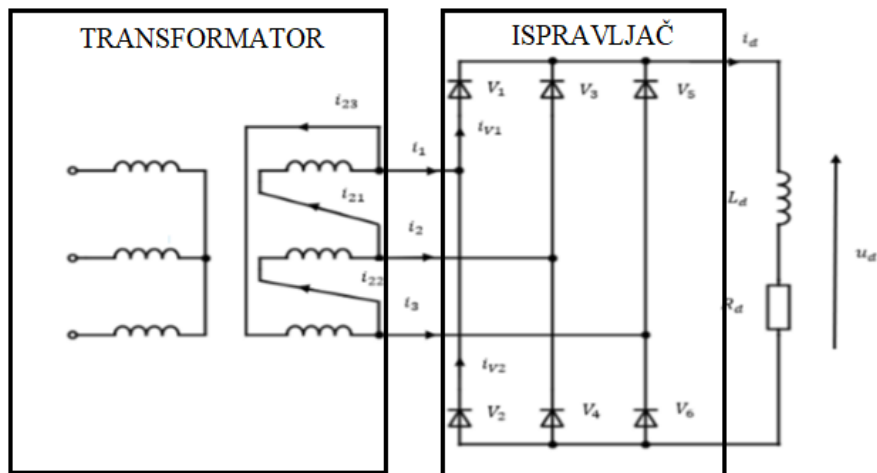 TRANSFORMATOR
ISPRAVLJAČ
i_d
V_1
V_3
V_5
i_23
i_V1
i_1
i_21
L_d
i_2
u_d
i_22
i_3
R_d
i_V2
V_2
V_4
V_6